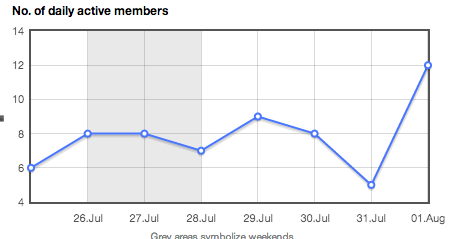 No. of daily active members
14
12
10
8
6
4
26.Jul 27.Jul 28.Jul 29.Jul 30.Jul 31.Jul 01.Aug
Grey areas symbolize weekends